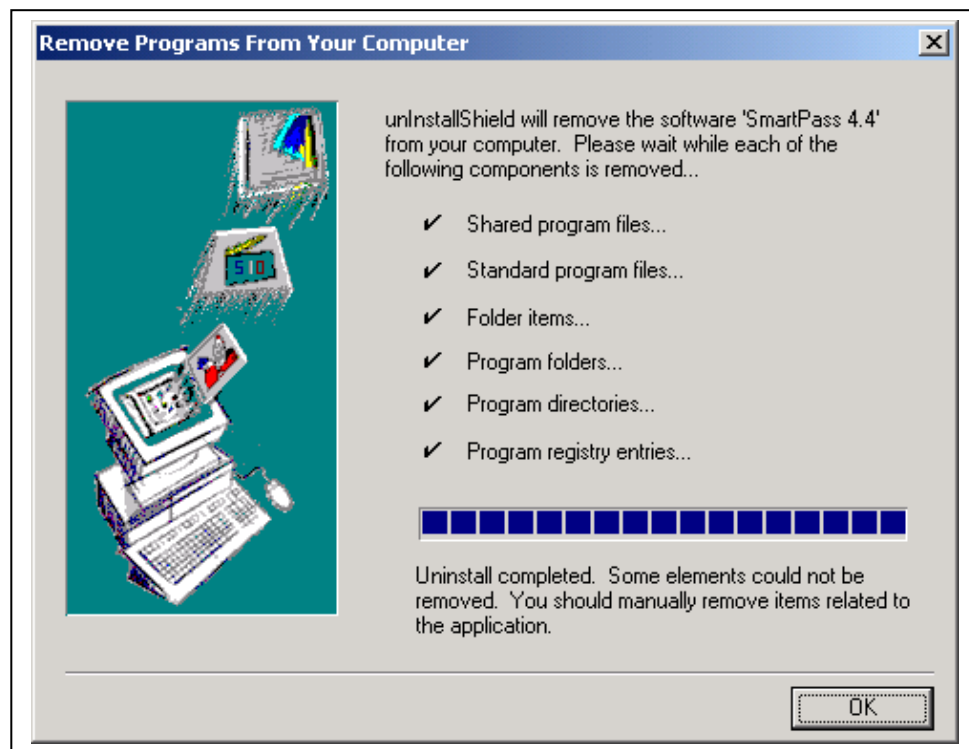 Remove Programs From Your Computer
unInstallShield will remove the software 'SmartPass 4.4'
from your computer.  Please wait while each of the
following components is removed...
✔ Shared program files...
✔ Standard program files...
✔ Folder items...
✔ Program folders...
✔ Program directories...
✔ Program registry entries...
510
Uninstall completed.  Some elements could not be
removed.  You should manually remove items related to
the application.
OK